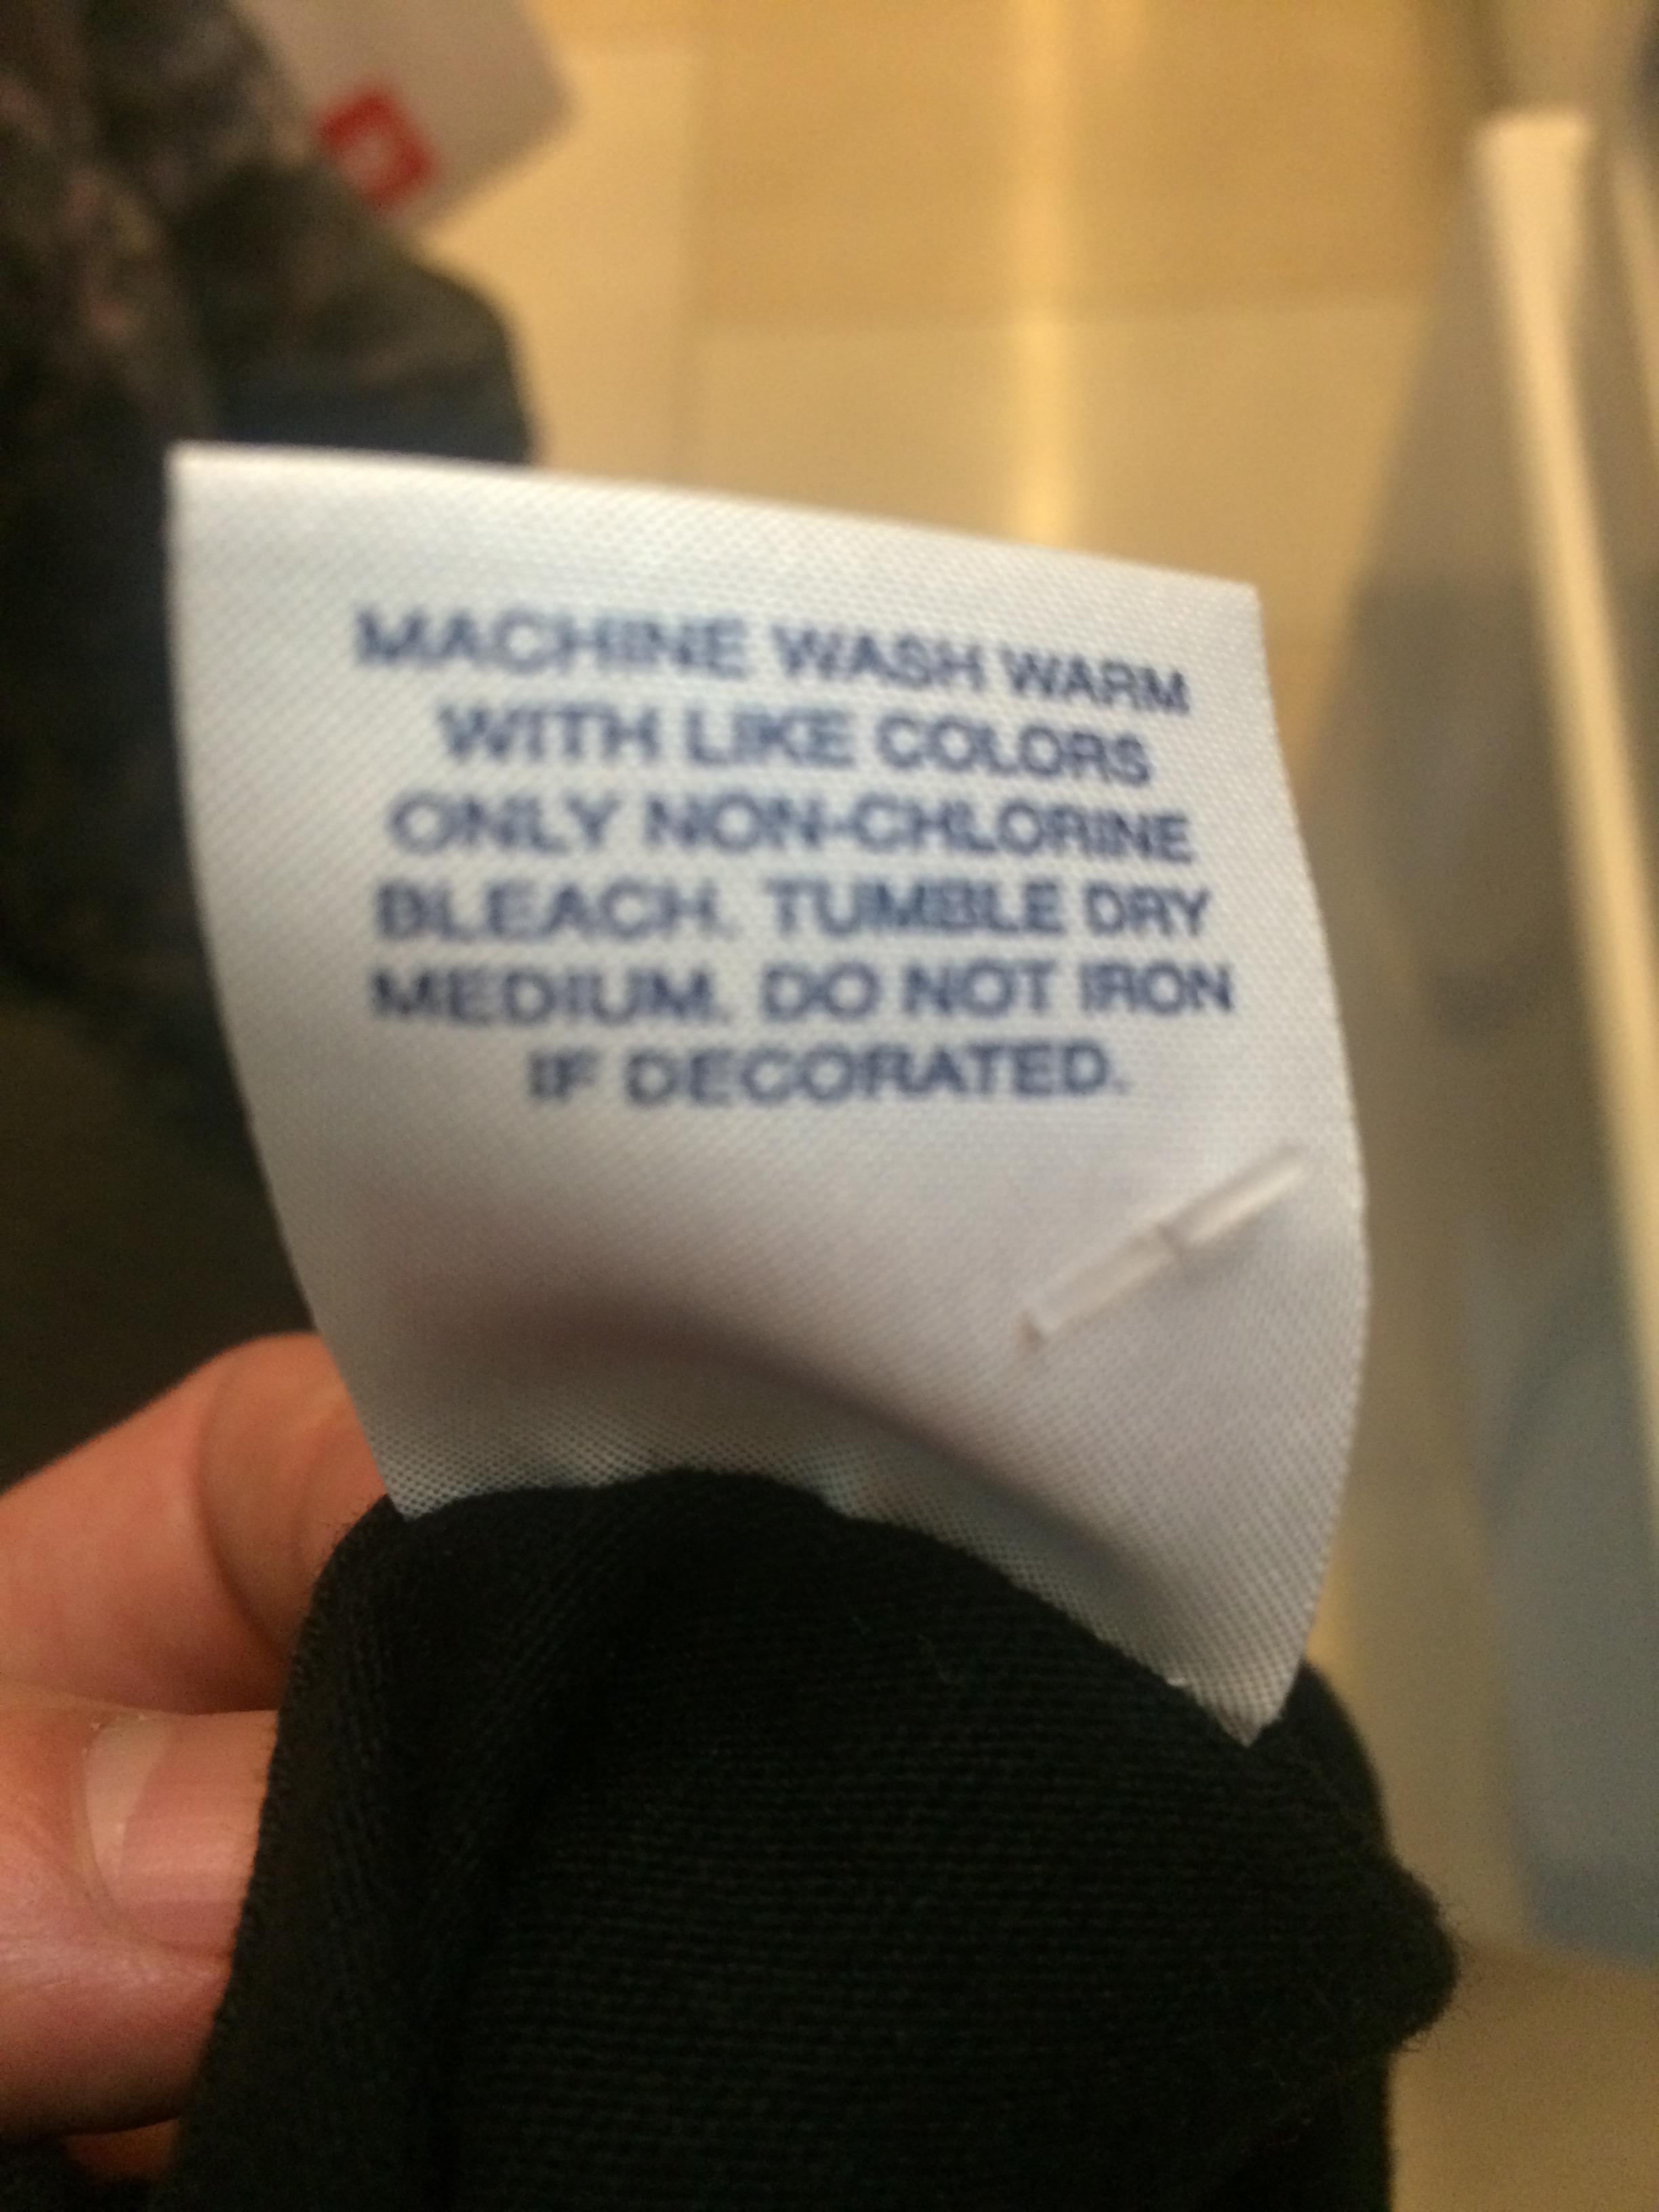 MACHINE WASH WARM
WITH LIKE COLORS
ONLY NON-CHLORINE
BLEACH. TUMBLE DRY
MEDIUM. DO NOT IRON
IF DECORATED.